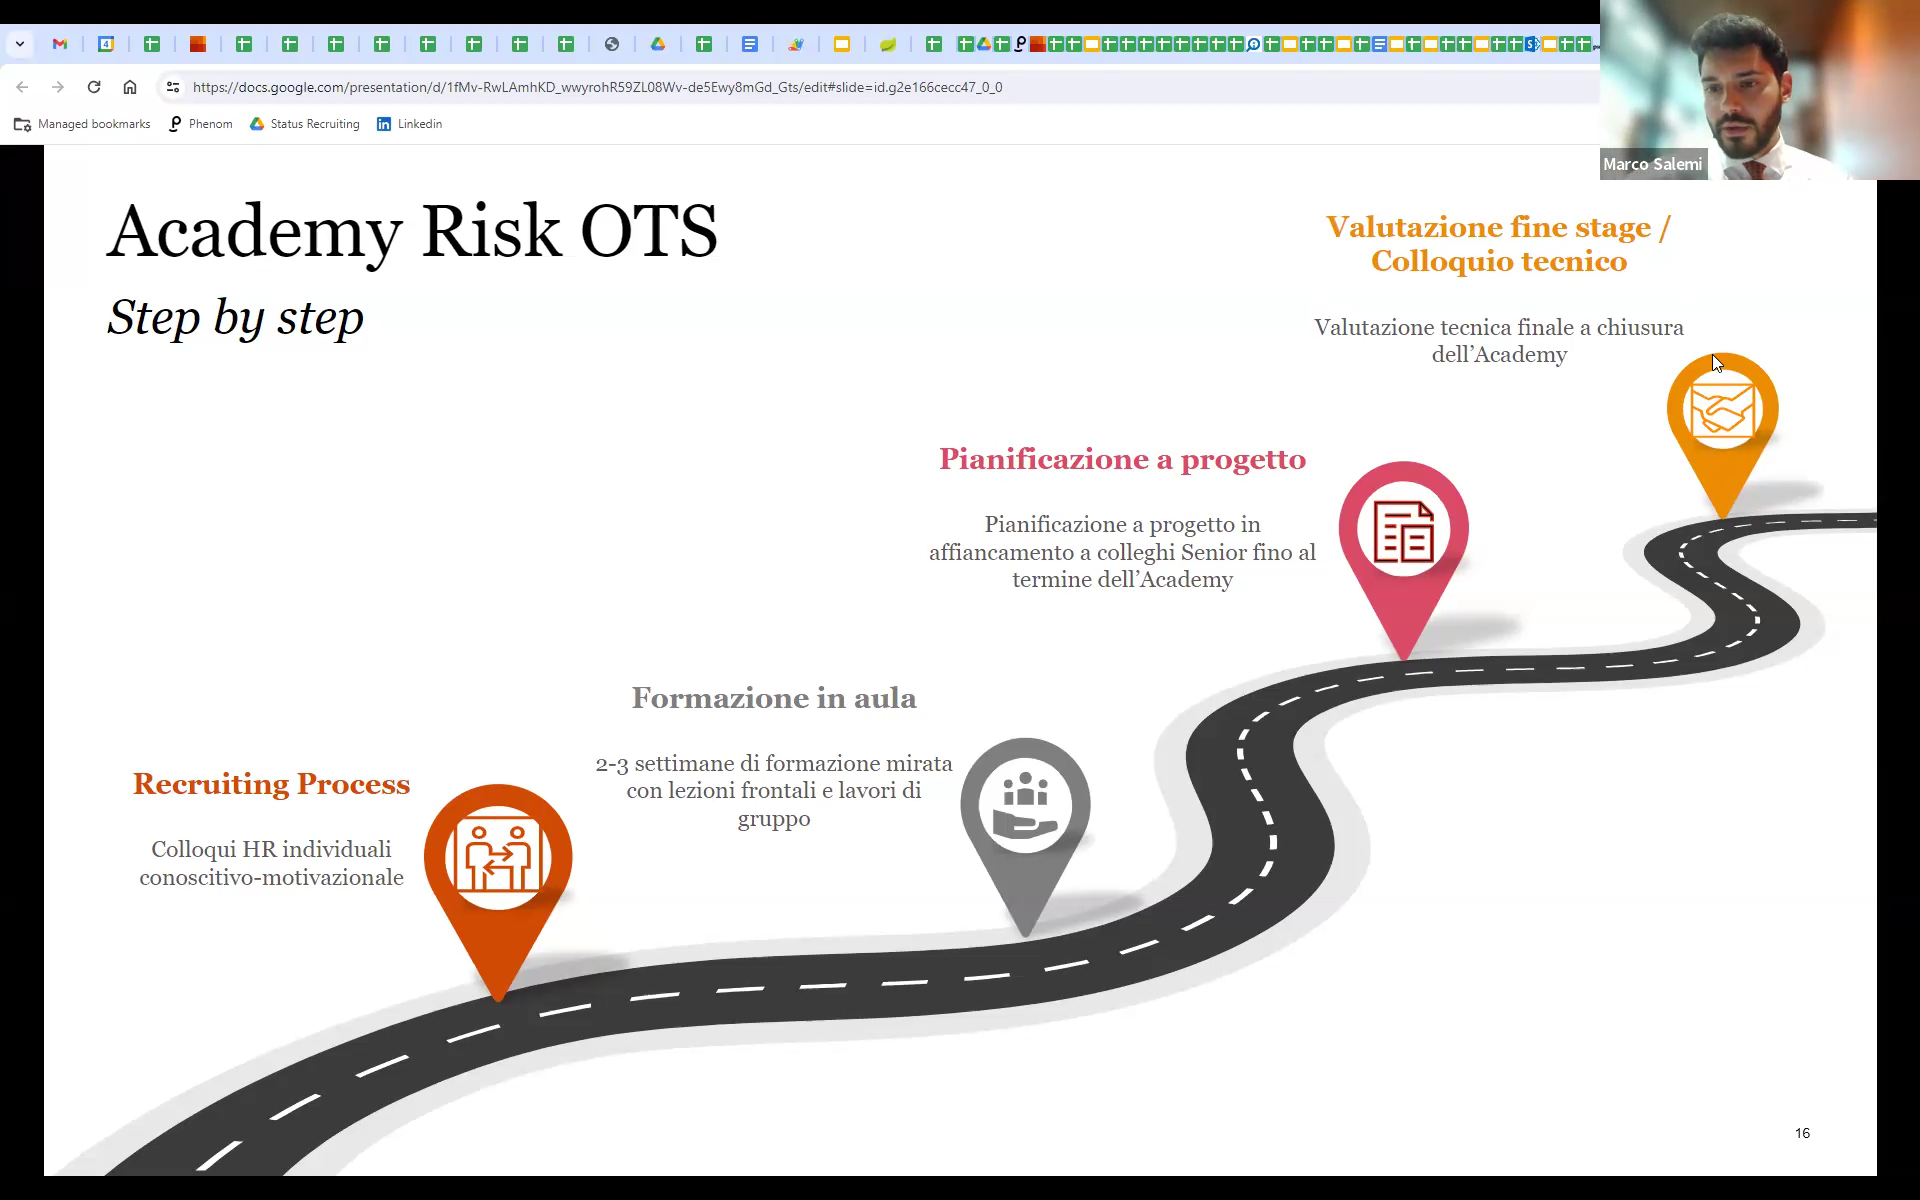 https://docs.google.com/presentation/d/1fMv-RwLAmhKD_wwyrohR59ZL08Wv-de5Ewy8mGd_Gts/edit#slide=id.g2e166cecc47_0_0
Managed bookmarks
Phenom
Status Recruiting
Linkedin
Marco Salemi
Academy Risk OTS
Step by step
Valutazione fine stage /
Colloquio tecnico
Valutazione tecnica finale a chiusura
dell'Academy
Pianificazione a progetto
Pianificazione a progetto in
affiancamento a colleghi Senior fino al
termine dell'Academy
Formazione in aula
2-3 settimane di formazione mirata
con lezioni frontali e lavori di
gruppo
Recruiting Process
Colloqui HR individuali
conoscitivo-motivazionale
16